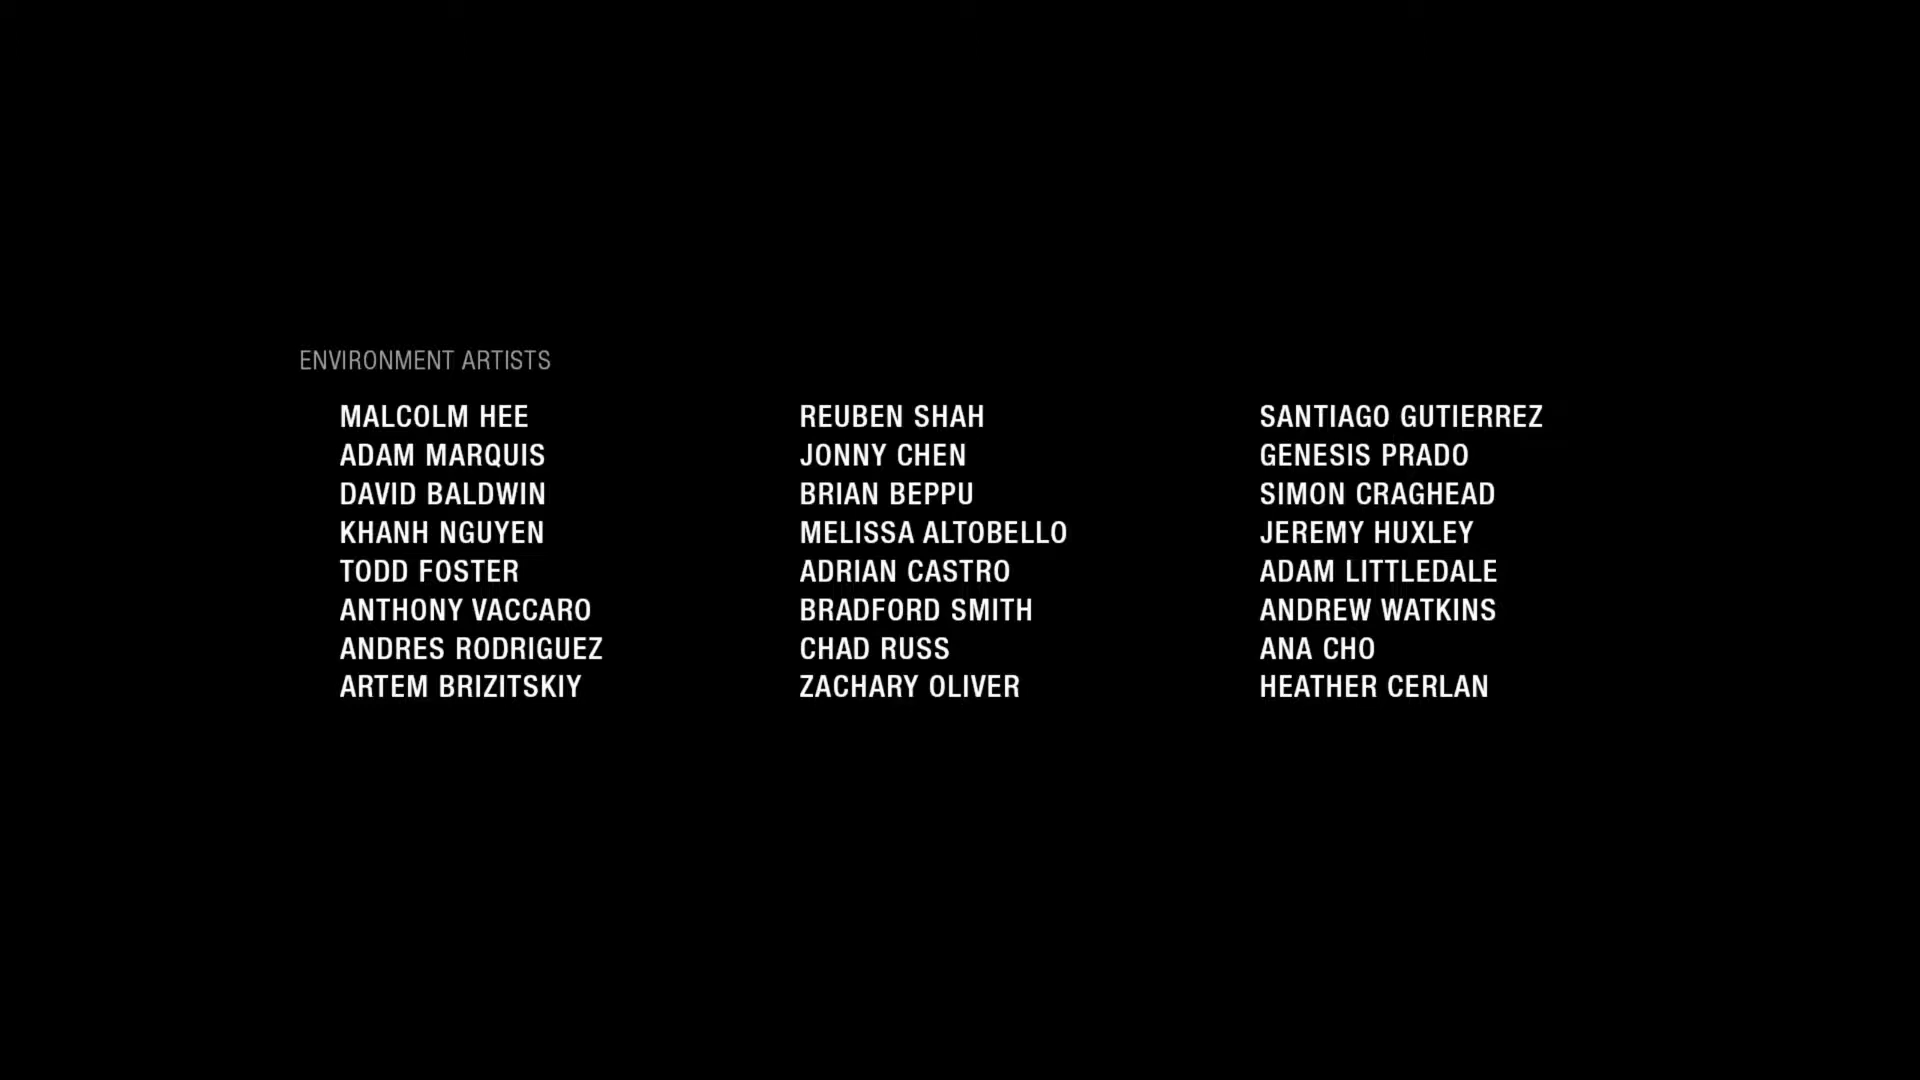 ENVIRONMENT ARTISTS
MALCOLM HEE
ADAM MARQUIS
DAVID BALDWIN
KHANH NGUYEN
TODD FOSTER
ANTHONY VACCARO
ANDRES RODRIGUEZ
ARTEM BRIZITSKIY
REUBEN SHAH
JONNY CHEN
BRIAN BEPPU
MELISSA ALTOBELLO
ADRIAN CASTRO
BRADFORD SMITH
CHAD RUSS
ZACHARY OLIVER
SANTIAGO GUTIERREZ
GENESIS PRADO
SIMON CRAGHEAD
JEREMY HUXLEY
ADAM LITTLEDALE
ANDREW WATKINS
ANA CHO
HEATHER CERLAN